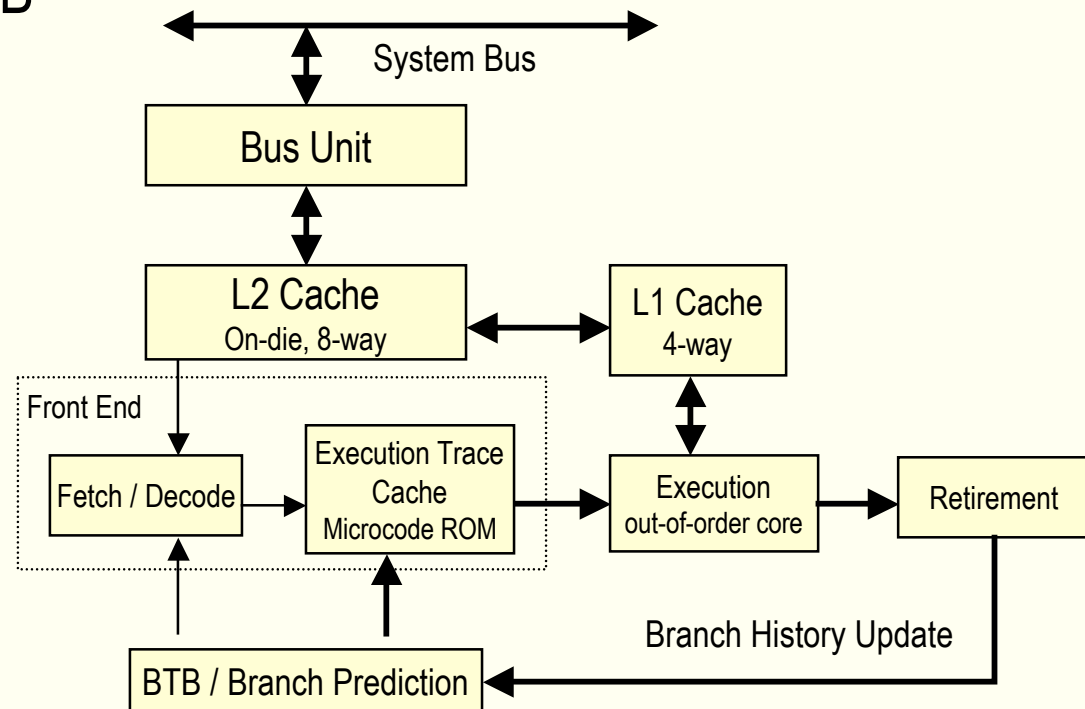 System Bus
Bus Unit
L2 Cache
On-die, 8-way
L1 Cache
4-way
Front End
Fetch / Decode
Execution Trace
Cache
Microcode ROM
Execution
out-of-order core
Retirement
Branch History Update
BTB / Branch Prediction